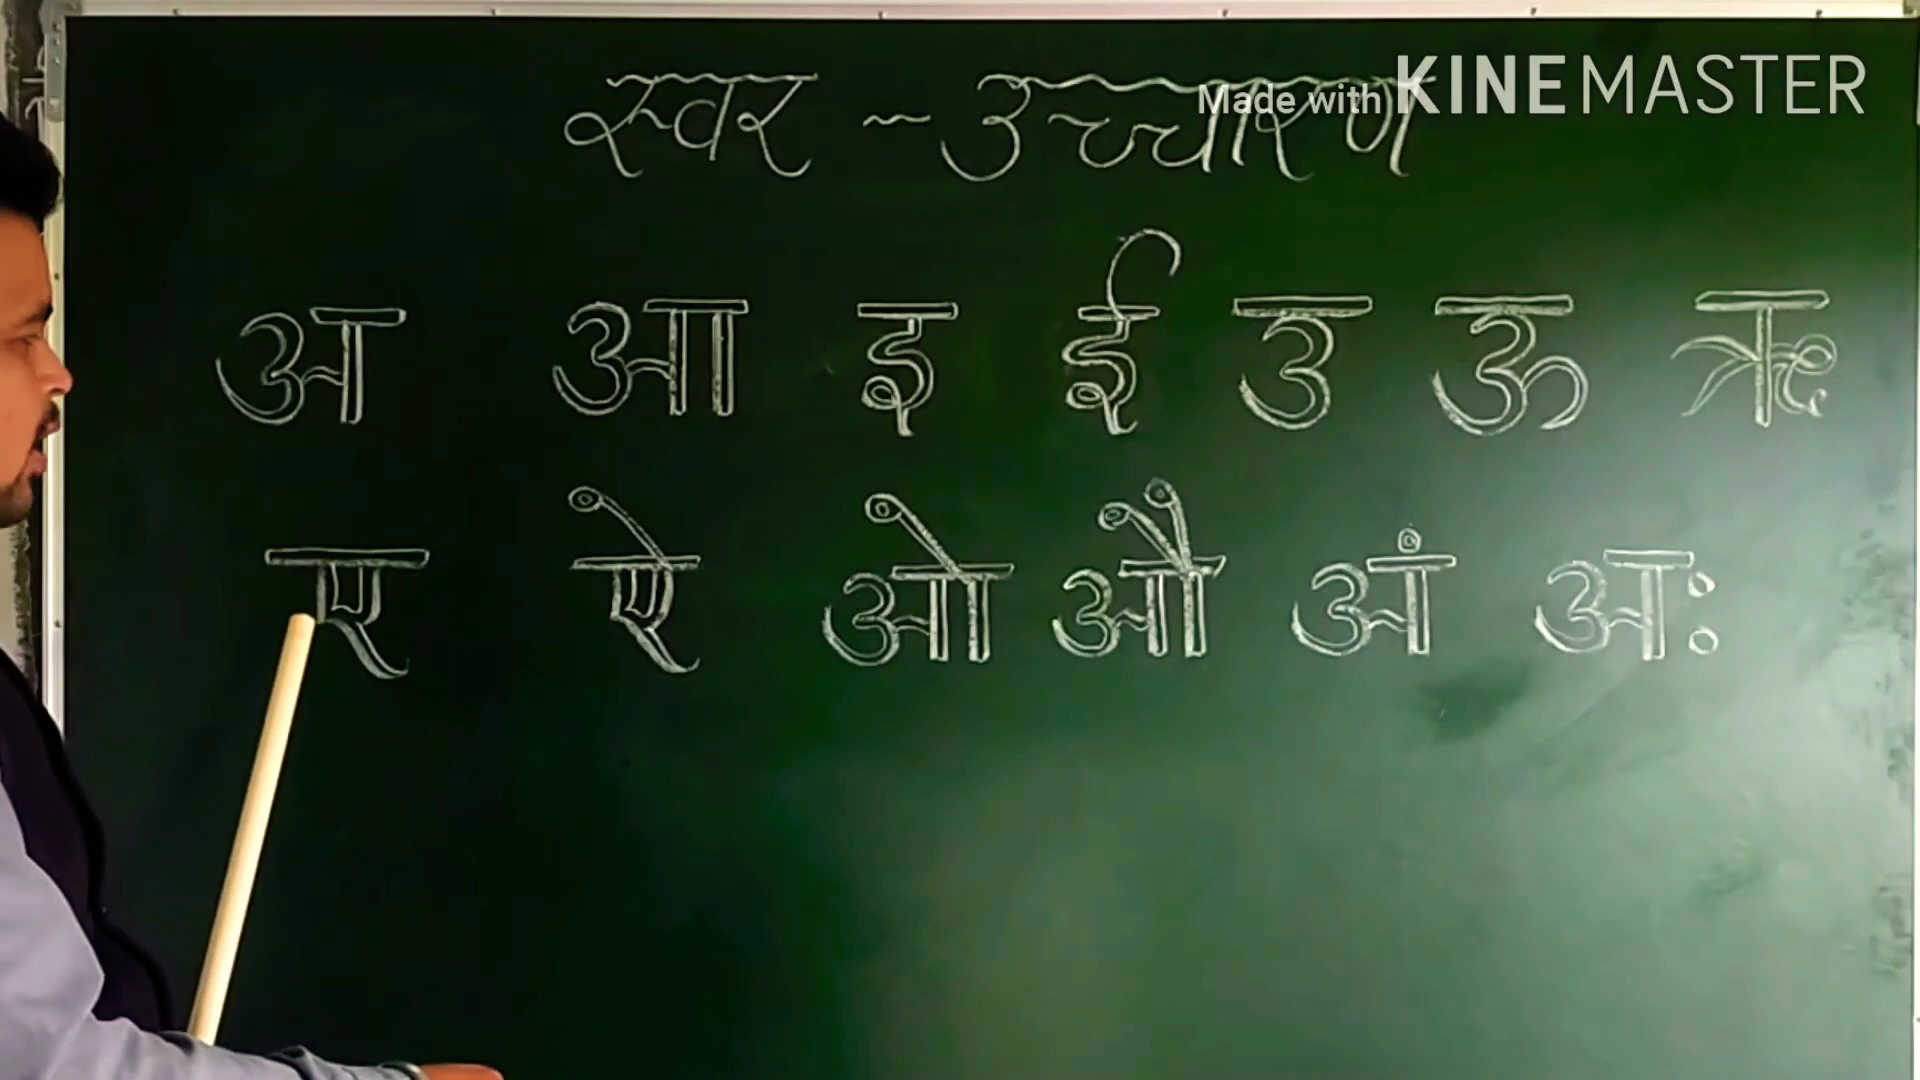 स्वर - उच्चारण
Made with KINEMASTER
अ आ इ ई उ ऊ ऋ
ए ऐ ओ औ अं अः